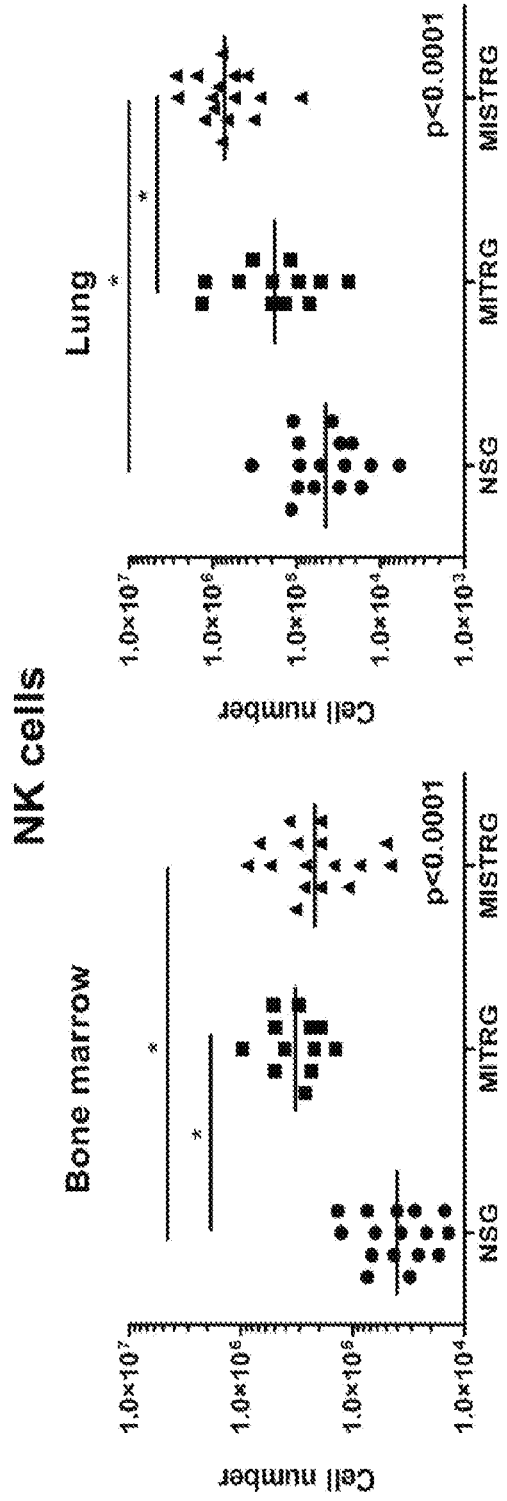 NK cells
Bone marrow
Cell number
1.0×10⁷
1.0×10⁶
1.0×10⁵
1.0×10⁴
*
*
p<0.0001
NSG
MITRG
MISTRG
Lung
Cell number
1.0×10⁷
1.0×10⁶
1.0×10⁵
1.0×10⁴
1.0×10³
*
*
p<0.0001
NSG
MITRG
MISTRG